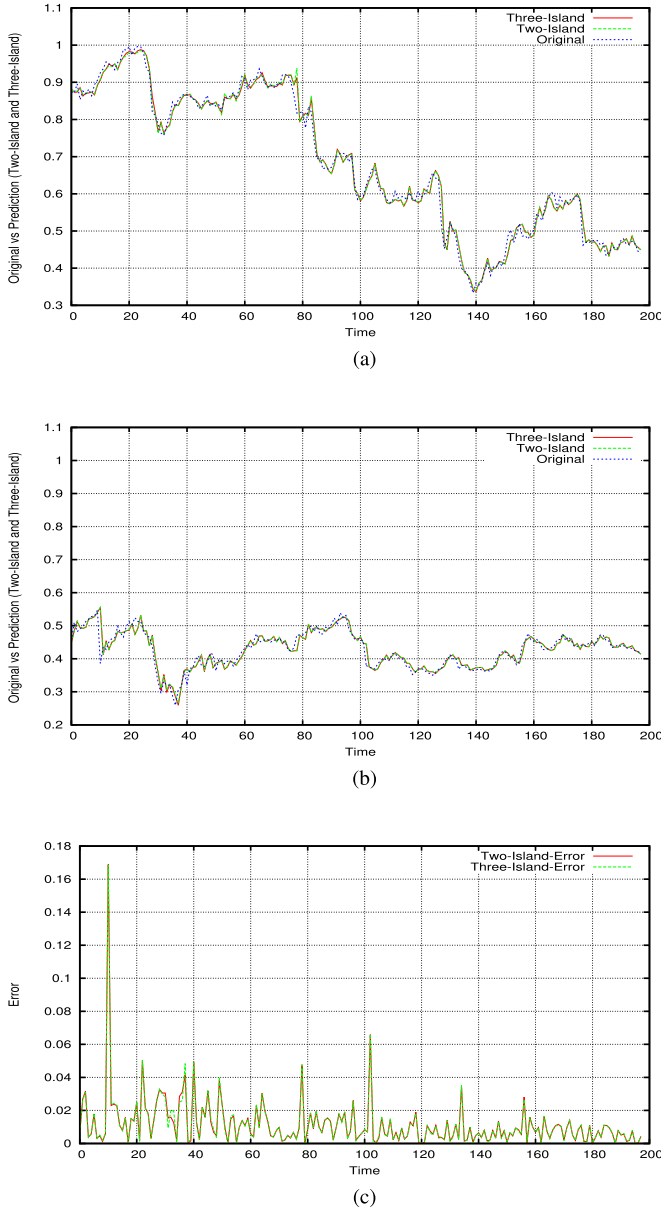 1.1
1
0.9
0.8
0.7
0.6
0.5
0.4
0.3
Original vs Prediction (Two-Island and Three-Island)
Three-Island
Two-Island
Original
0 20 40 60 80 100 120 140 160 180 200
Time
(a)
1.1
1
0.9
0.8
0.7
0.6
0.5
0.4
0.3
0.2
Original vs Prediction (Two-Island and Three-Island)
Three-Island
Two-Island
Original
0 20 40 60 80 100 120 140 160 180 200
Time
(b)
0.18
0.16
0.14
0.12
0.1
0.08
0.06
0.04
0.02
0
Error
Two-Island-Error
Three-Island-Error
0 20 40 60 80 100 120 140 160 180 200
Time
(c)